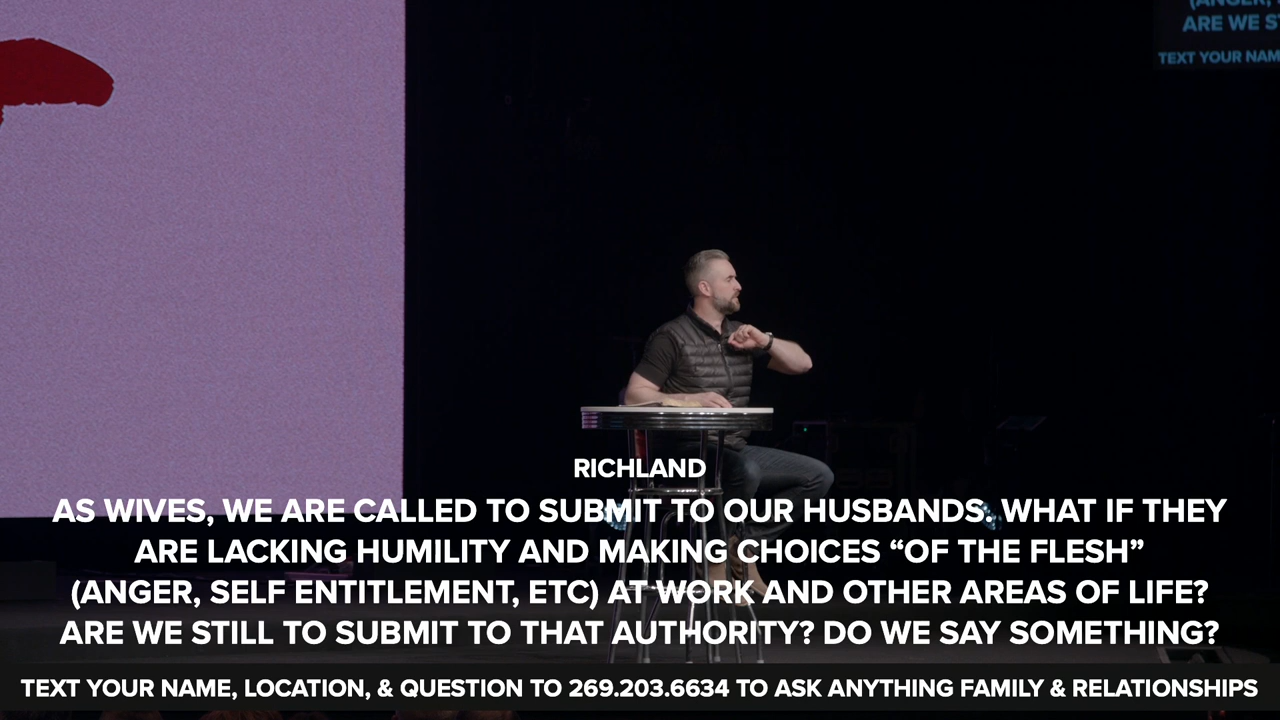 ARE WE
TEXT YOUR
RICHLAND
AS WIVES, WE ARE CALLED TO SUBMIT TO OUR HUSBANDS. WHAT IF THEY
ARE LACKING HUMILITY AND MAKING CHOICES “OF THE FLESH”
(ANGER, SELF ENTITLEMENT, ETC) AT WORK AND OTHER AREAS OF LIFE?
ARE WE STILL TO SUBMIT TO THAT AUTHORITY? DO WE SAY SOMETHING?
TEXT YOUR NAME, LOCATION, & QUESTION TO 269.203.6634 TO ASK ANYTHING FAMILY & RELATIONSHIPS